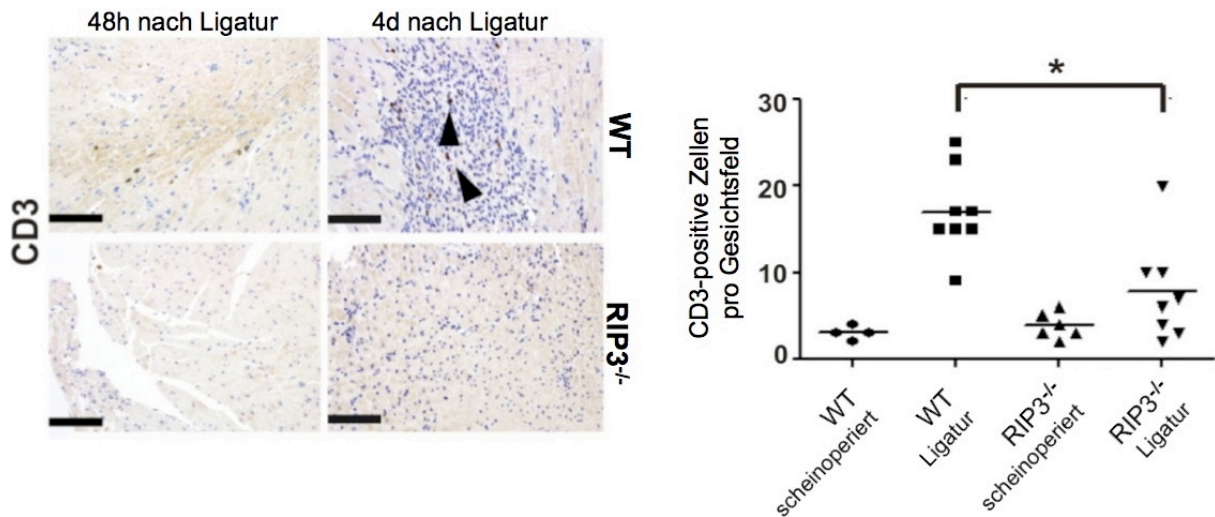 48h nach Ligatur
4d nach Ligatur
CD3
WT
RIP3-/-
CD3-positive Zellen
pro Gesichtsfeld
30
20
10
0
*
WT
scheinoperiert
WT
Ligatur
RIP3-/-
scheinoperiert
RIP3-/-
Ligatur